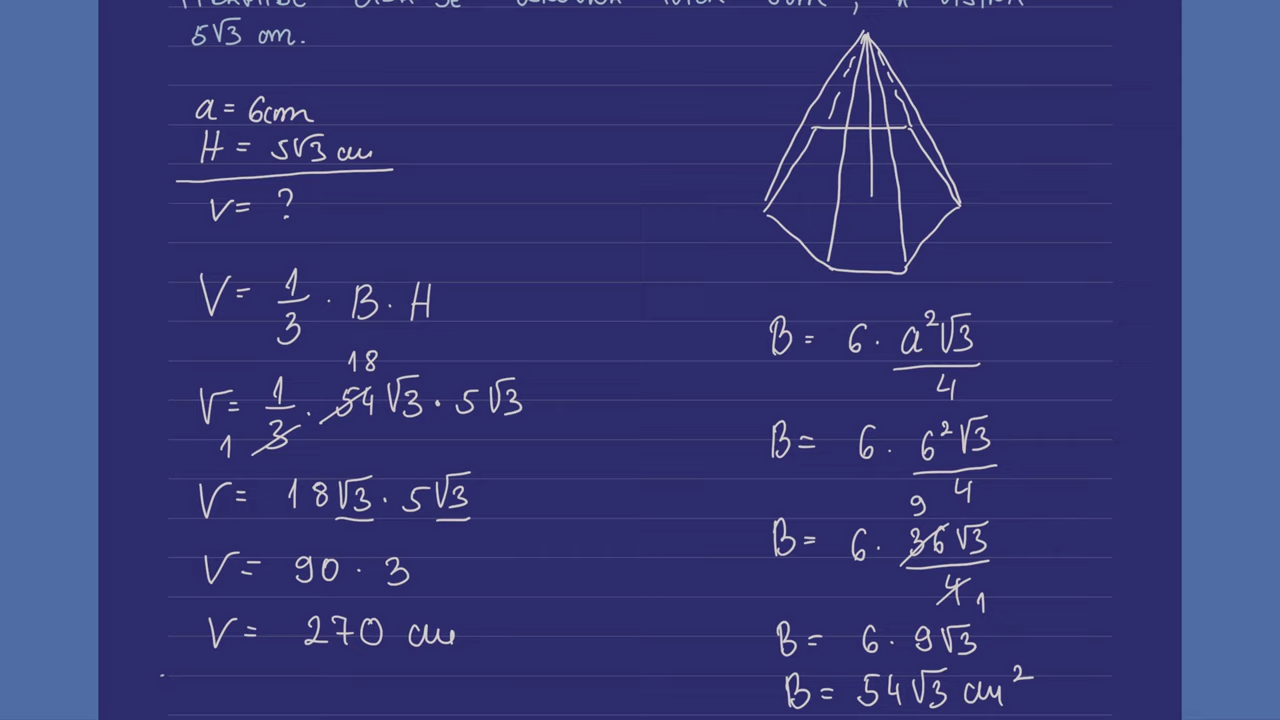 5√3 cm.
a = 6cm
H = 5√3 cm
V = ?
V = 1/3 · B · H
18
V = 1/3 · 54√3 · 5√3
1
V = 18√3 · 5√3
V = 90 · 3
V = 270 cm
B = 6 · a²√3/4
B = 6 · 6²√3/4
9
B = 6 · 36√3/4
1
B = 6 · 9√3
B = 54√3 cm²